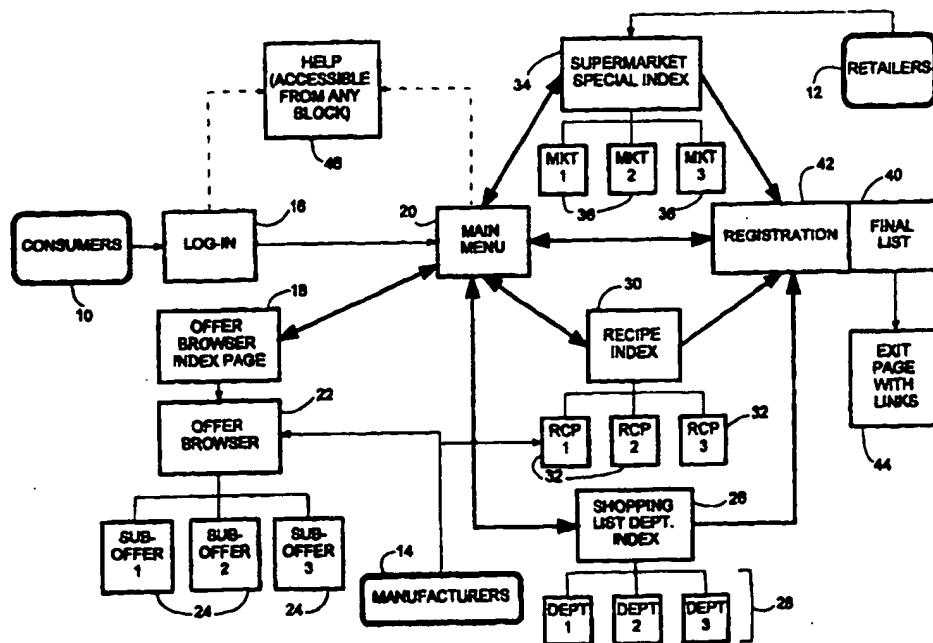 HELP
(ACCESSIBLE
FROM ANY
BLOCK)
46
34
SUPERMARKET
SPECIAL INDEX
12
RETAILERS
MKT
1
MKT
2
MKT
3
36
36
42
40
CONSUMERS
10
16
LOG-IN
20
MAIN
MENU
REGISTRATION
FINAL
LIST
18
OFFER
BROWSER
INDEX PAGE
30
RECIPE
INDEX
EXIT
PAGE
WITH
LINKS
44
22
OFFER
BROWSER
RCP
1
RCP
2
RCP
3
32
32
26
SHOPPING
LIST DEPT.
INDEX
SUB-
OFFER
1
SUB-
OFFER
2
SUB-
OFFER
3
24
24
14
MANUFACTURERS
DEPT
1
DEPT
2
DEPT
3
28